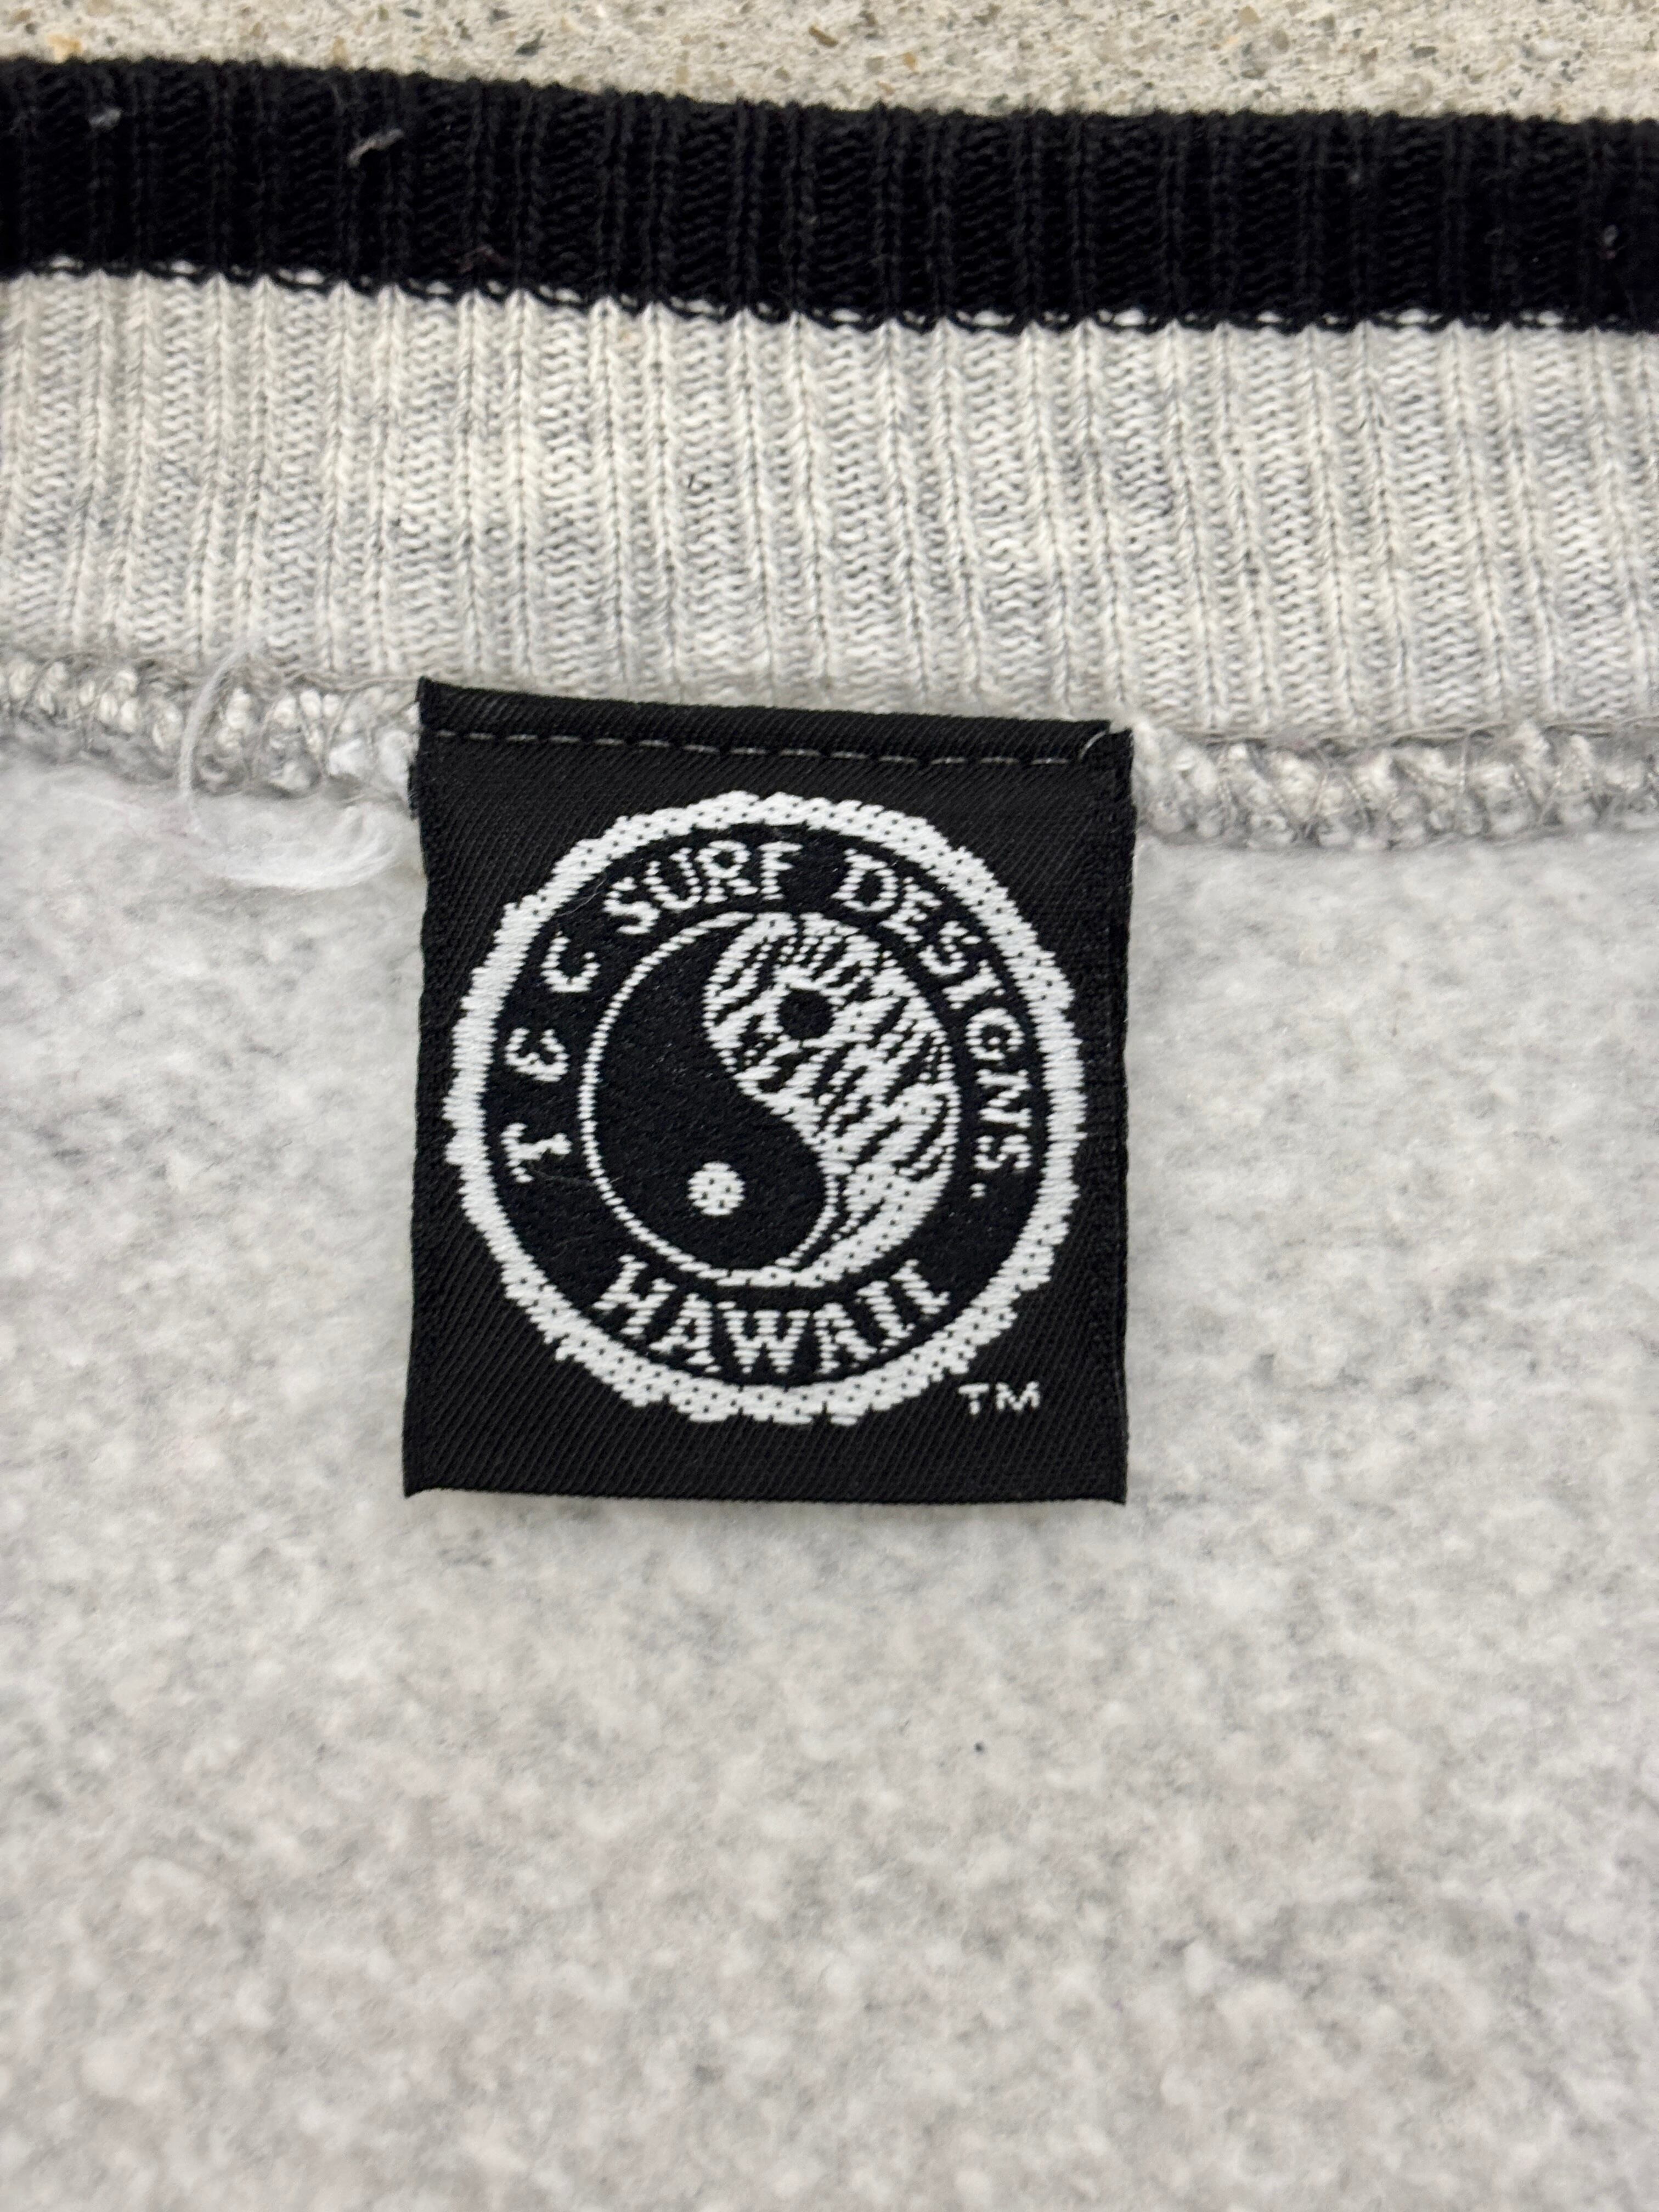 T & C SURF DESIGNS.
HAWAII
TM